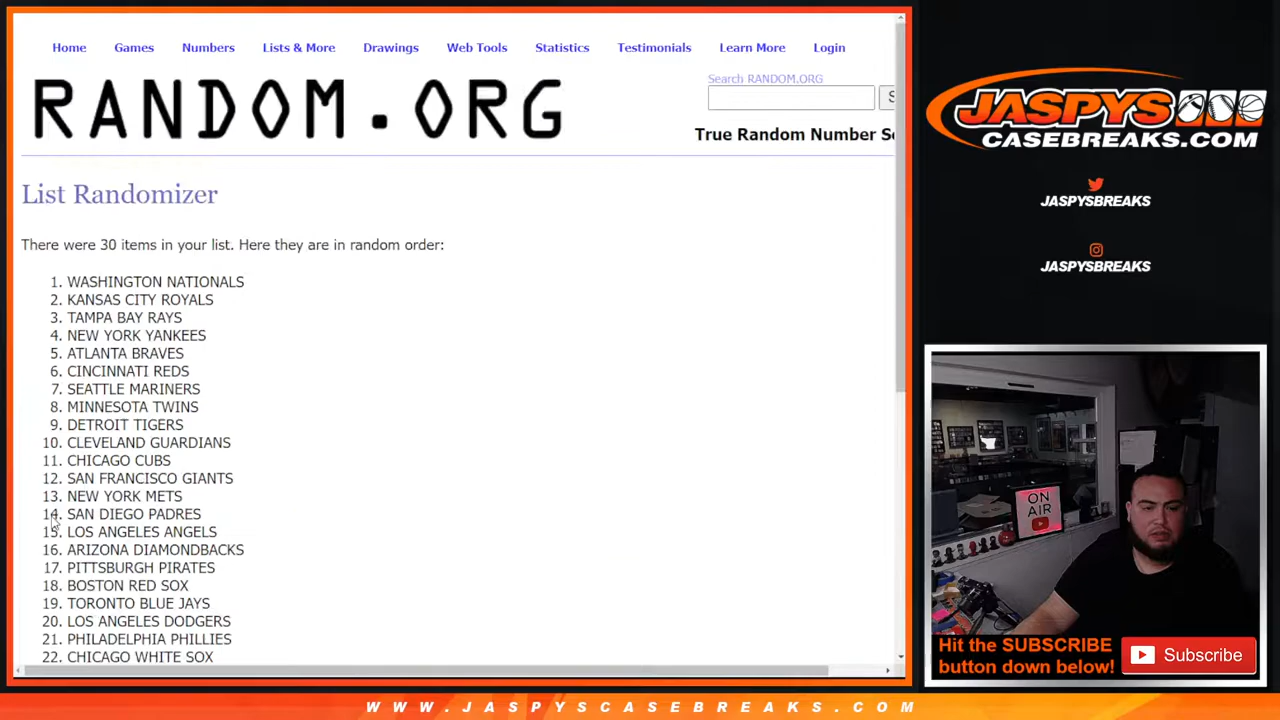 Home Games Numbers Lists & More Drawings Web Tools Statistics Testimonials Learn More Login
RANDOM.ORG
Search RANDOM.ORG
True Random Number Se
List Randomizer
There were 30 items in your list. Here they are in random order:
1. WASHINGTON NATIONALS
2. KANSAS CITY ROYALS
3. TAMPA BAY RAYS
4. NEW YORK YANKEES
5. ATLANTA BRAVES
6. CINCINNATI REDS
7. SEATTLE MARINERS
8. MINNESOTA TWINS
9. DETROIT TIGERS
10. CLEVELAND GUARDIANS
11. CHICAGO CUBS
12. SAN FRANCISCO GIANTS
13. NEW YORK METS
14. SAN DIEGO PADRES
15. LOS ANGELES ANGELS
16. ARIZONA DIAMONDBACKS
17. PITTSBURGH PIRATES
18. BOSTON RED SOX
19. TORONTO BLUE JAYS
20. LOS ANGELES DODGERS
21. PHILADELPHIA PHILLIES
22. CHICAGO WHITE SOX
JASPYS
CASEBREAKS.COM
JASPYSBREAKS
JASPYSBREAKS
ON
AIR
Hit the SUBSCRIBE
button down below!
Subscribe
WWW.JASPYSCASEBREAKS.COM